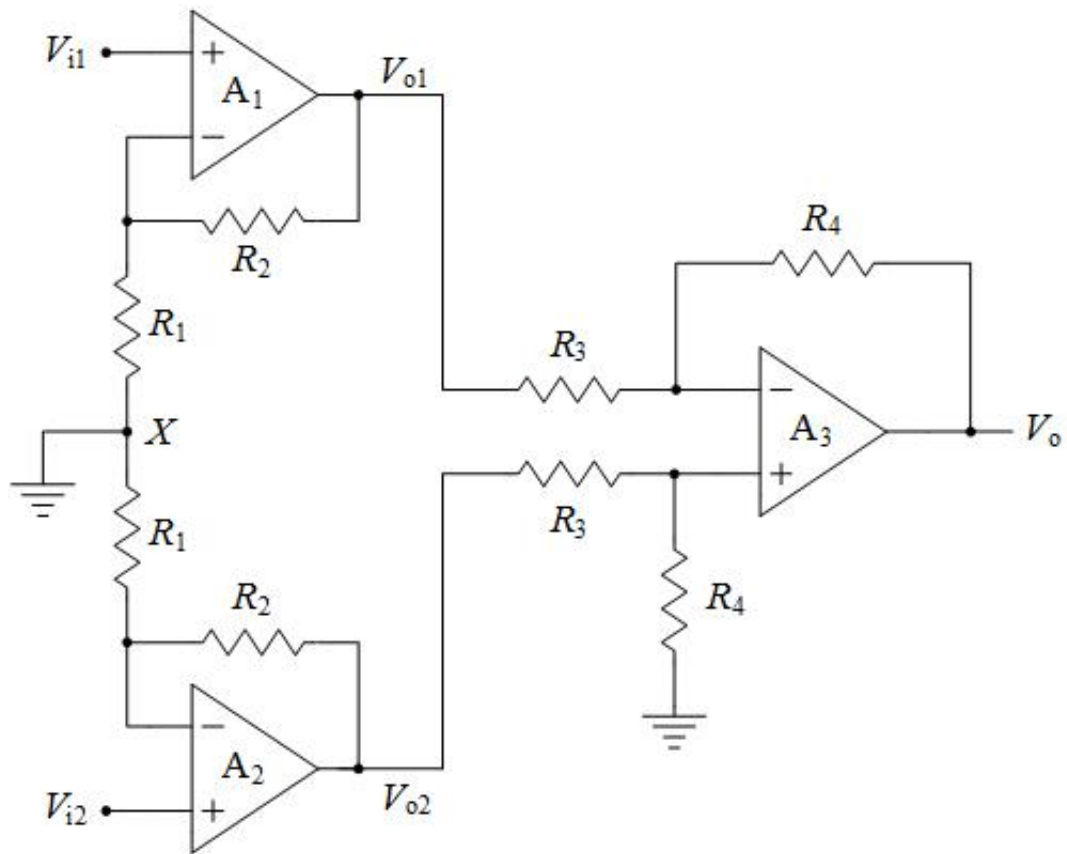 Vi1
+
A1
−
Vo1
R2
R4
R1
R3
X
−
A3
+
Vo
R1
R3
R2
R4
−
A2
+
Vi2
Vo2